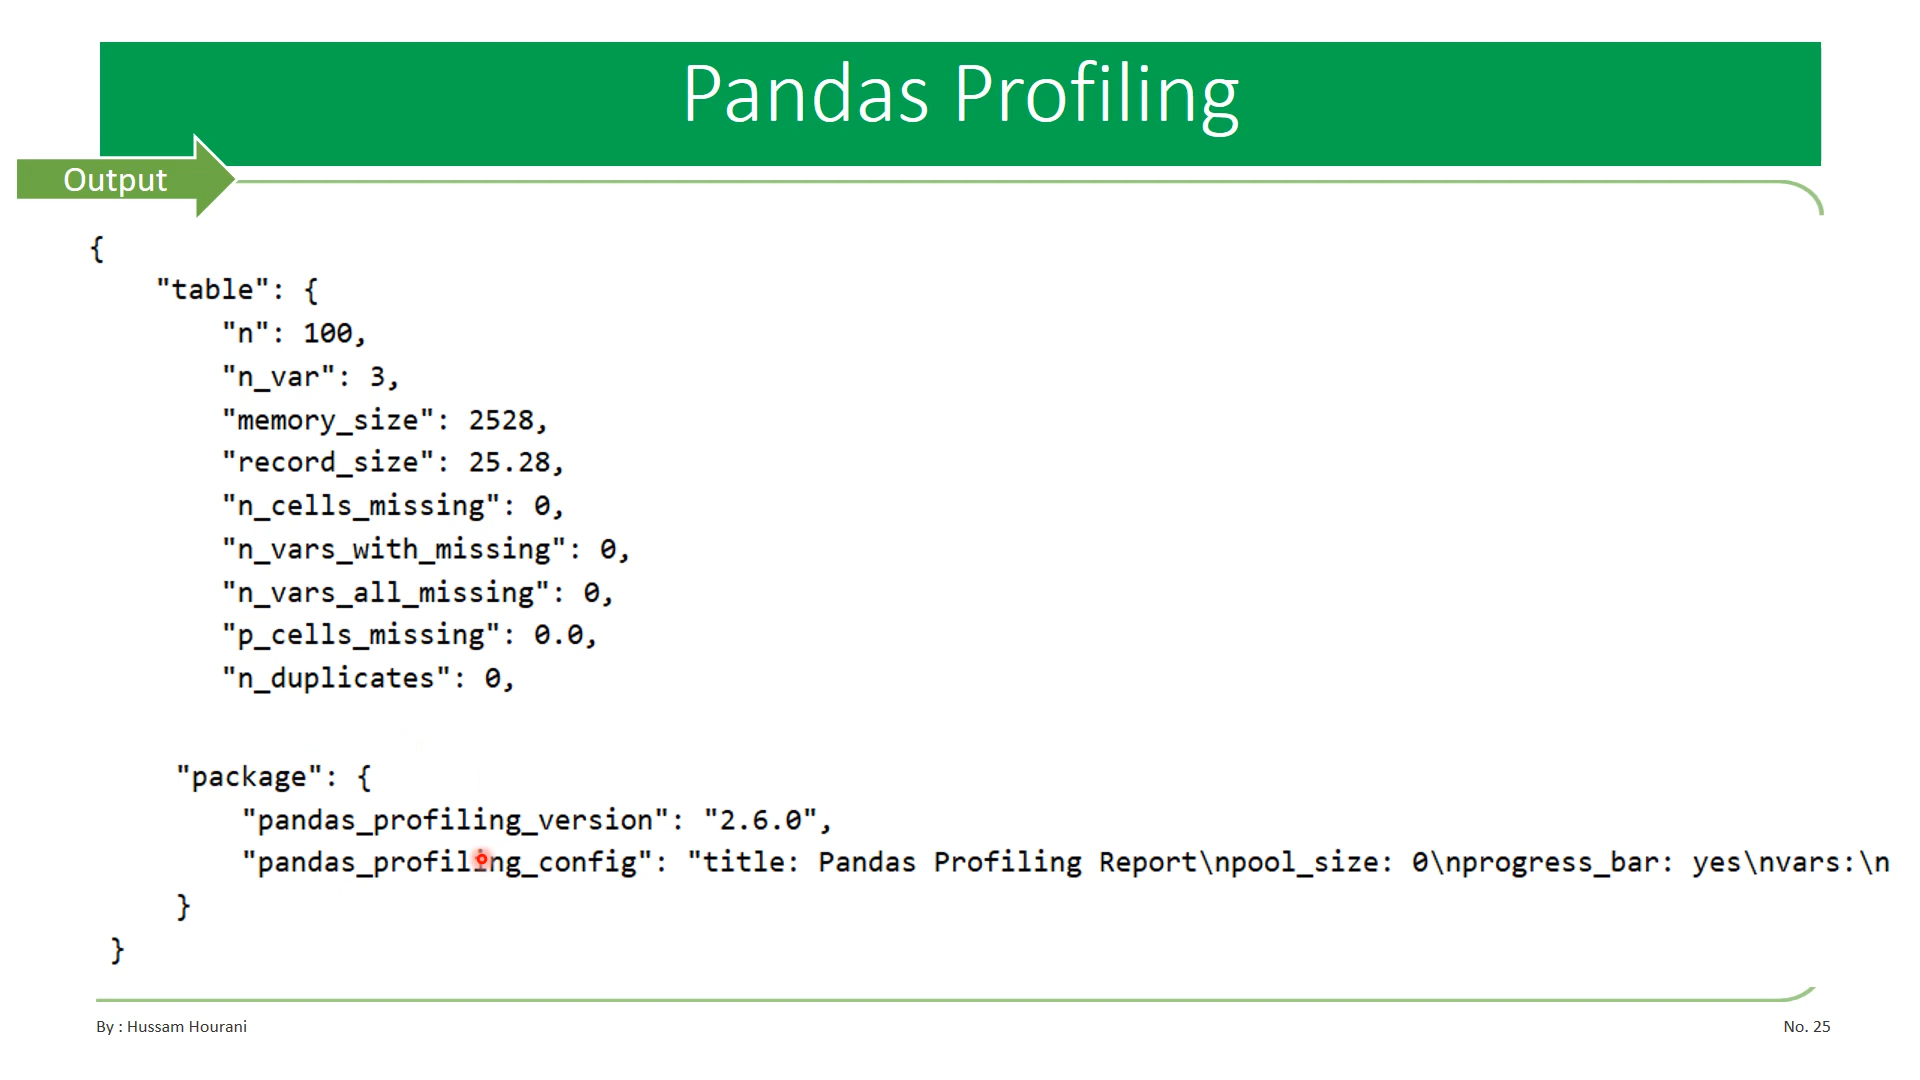 Pandas Profiling
Output
{
"table": {
"n": 100,
"n_var": 3,
"memory_size": 2528,
"record_size": 25.28,
"n_cells_missing": 0,
"n_vars_with_missing": 0,
"n_vars_all_missing": 0,
"p_cells_missing": 0.0,
"n_duplicates": 0,
"package": {
"pandas_profiling_version": "2.6.0",
"pandas_profiling_config": "title: Pandas Profiling Report\npool_size: 0\nprogress_bar: yes\nvars:\n
}
}
By : Hussam Hourani
No. 25